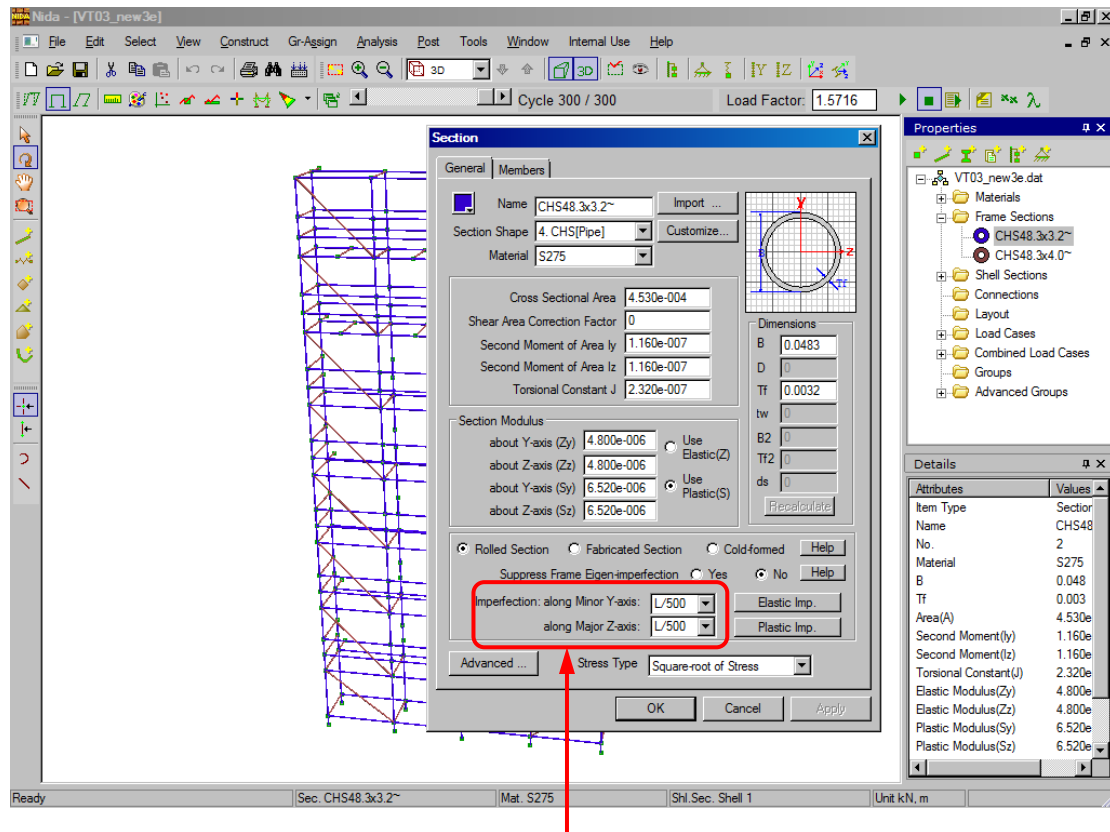 Nida - [VT03_new3e]
File Edit Select View Construct Gr-Assign Analysis Post Tools Window Internal Use Help
3D 3D
Cycle 300 / 300 Load Factor: 1.5716
Section
General Members
Name CHS48.3x3.2~ Import ...
Section Shape 4. CHS[Pipe] Customize...
Material S275
y
z
B
Tf
Cross Sectional Area 4.530e-004
Shear Area Correction Factor 0
Second Moment of Area Iy 1.160e-007
Second Moment of Area Iz 1.160e-007
Torsional Constant J 2.320e-007
Dimensions
B 0.0483
D 0
Tf 0.0032
tw 0
B2 0
Tf2 0
ds 0
Recalculate
Section Modulus
about Y-axis (Zy) 4.800e-006
about Z-axis (Zz) 4.800e-006
about Y-axis (Sy) 6.520e-006
about Z-axis (Sz) 6.520e-006
Use
Elastic(Z)
Use
Plastic(S)
Rolled Section Fabricated Section Cold-formed Help
Suppress Frame Eigen-imperfection Yes No Help
Imperfection: along Minor Y-axis: L/500 Elastic Imp.
along Major Z-axis: L/500 Plastic Imp.
Advanced ... Stress Type Square-root of Stress
OK Cancel Apply
Properties
VT03_new3e.dat
Materials
Frame Sections
CHS48.3x3.2~
CHS48.3x4.0~
Shell Sections
Connections
Layout
Load Cases
Combined Load Cases
Groups
Advanced Groups
Details
Attributes Values
Item Type Section
Name CHS48
No. 2
Material S275
B 0.048
Tf 0.003
Area(A) 4.530e
Second Moment(Iy) 1.160e
Second Moment(Iz) 1.160e
Torsional Constant(J) 2.320e
Elastic Modulus(Zy) 4.800e
Elastic Modulus(Zz) 4.800e
Plastic Modulus(Sy) 6.520e
Plastic Modulus(Sz) 6.520e
Ready Sec. CHS48.3x3.2~ Mat. S275 Shl.Sec. Shell 1 Unit kN, m